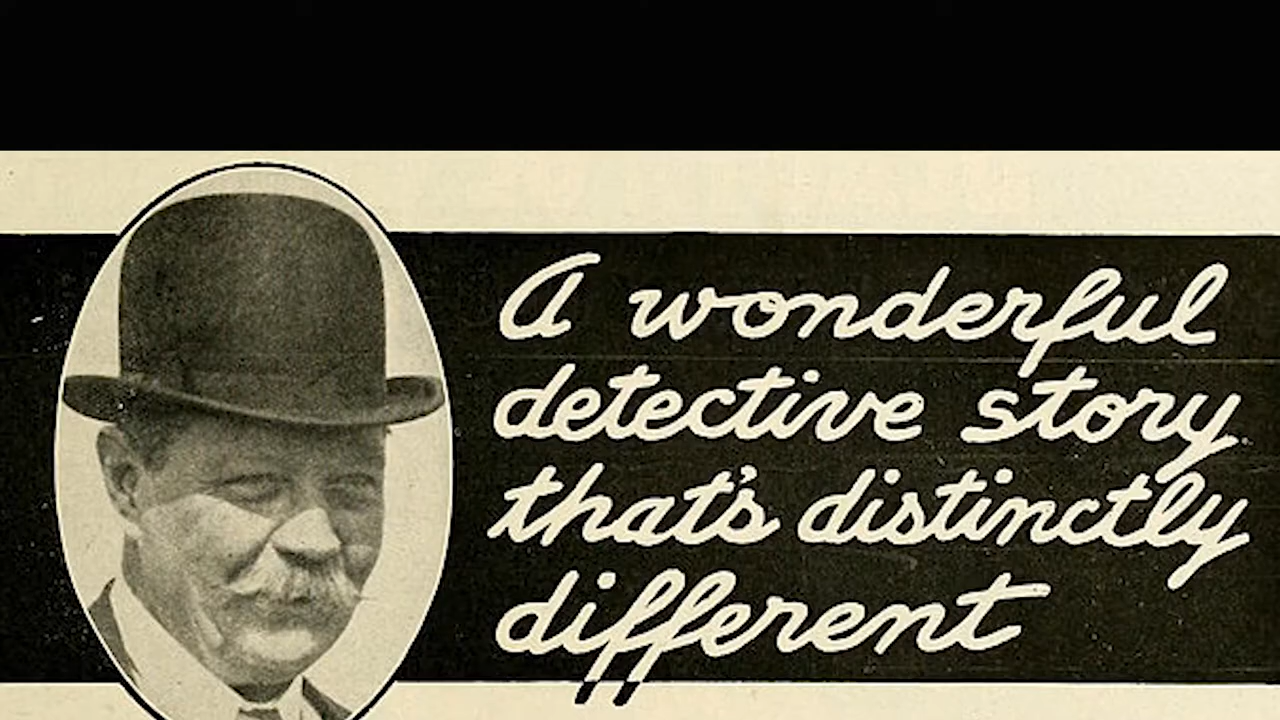 A wonderful
detective story
that's distinctly
different